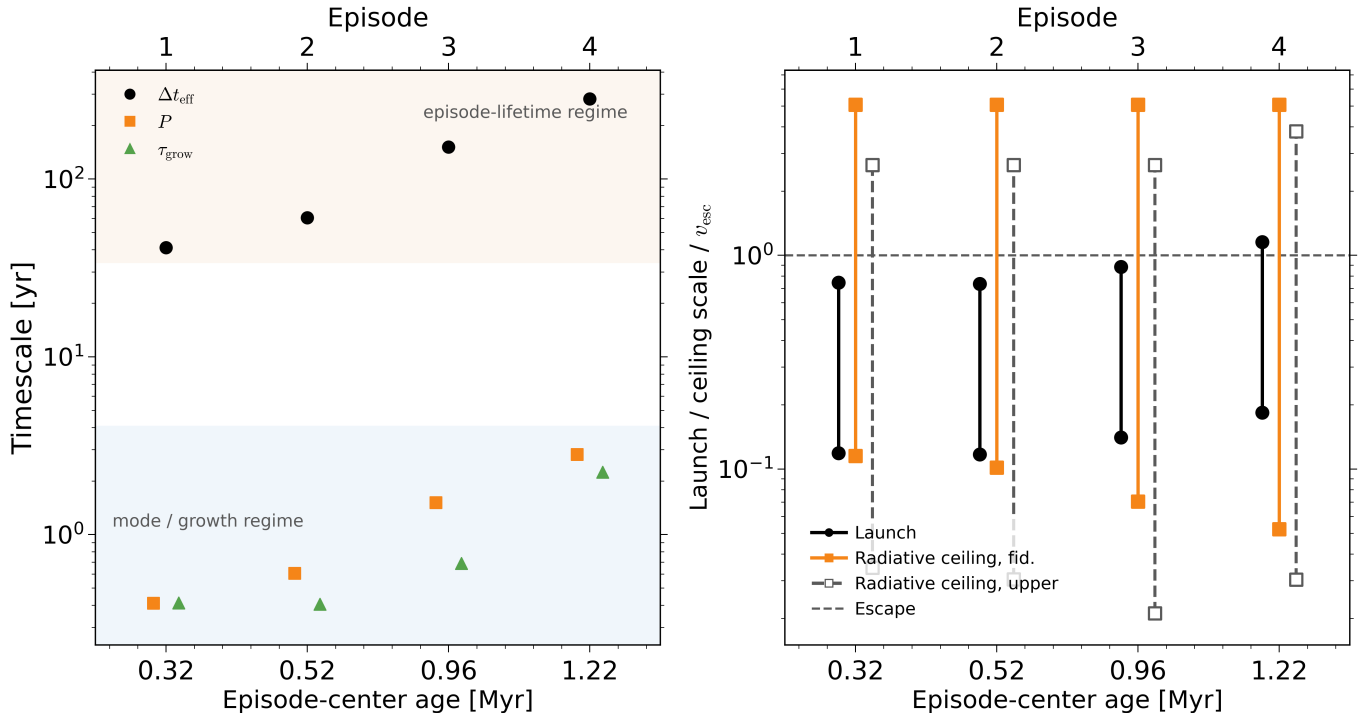 Episode
1 2 3 4
Δt_eff
P
τ_grow
episode-lifetime regime
mode / growth regime
10^2
10^1
10^0
Timescale [yr]
0.32 0.52 0.96 1.22
Episode-center age [Myr]
Episode
1 2 3 4
10^0
10^−1
Launch / ceiling scale / v_esc
Launch
Radiative ceiling, fid.
Radiative ceiling, upper
Escape
0.32 0.52 0.96 1.22
Episode-center age [Myr]